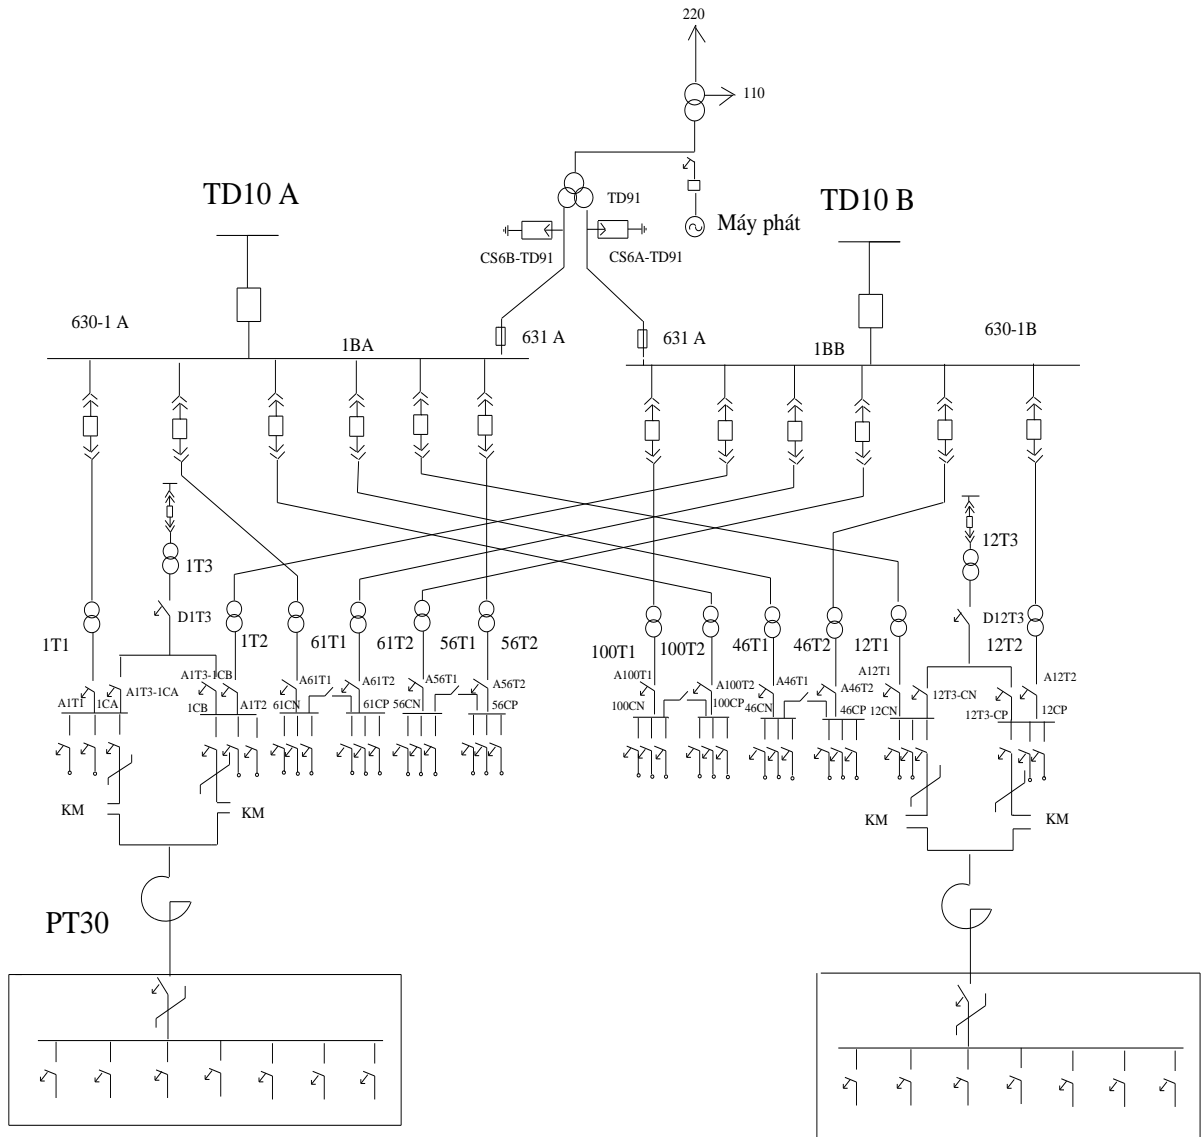 220
110
TD10 A
TD91
TD10 B
Máy phát
CS6B-TD91
CS6A-TD91
630-1 A
1BA
631 A
631 A
1BB
630-1B
1T3
12T3
D1T3
D12T3
1T1
1T2
61T1
61T2
56T1
56T2
100T1
100T2
46T1
46T2
12T1
12T2
A1T3-1CB
A1T3-1CA
A1T1
1CA
1CB
A1T2
A61T1
61CN
A61T2
61CP
A56T1
56CN
A56T2
56CP
A100T1
100CN
A100T2
100CP
A46T1
46CN
A46T2
46CP
A12T1
12CN
12T3-CN
12T3-CP
A12T2
12CP
KM
KM
KM
KM
PT30